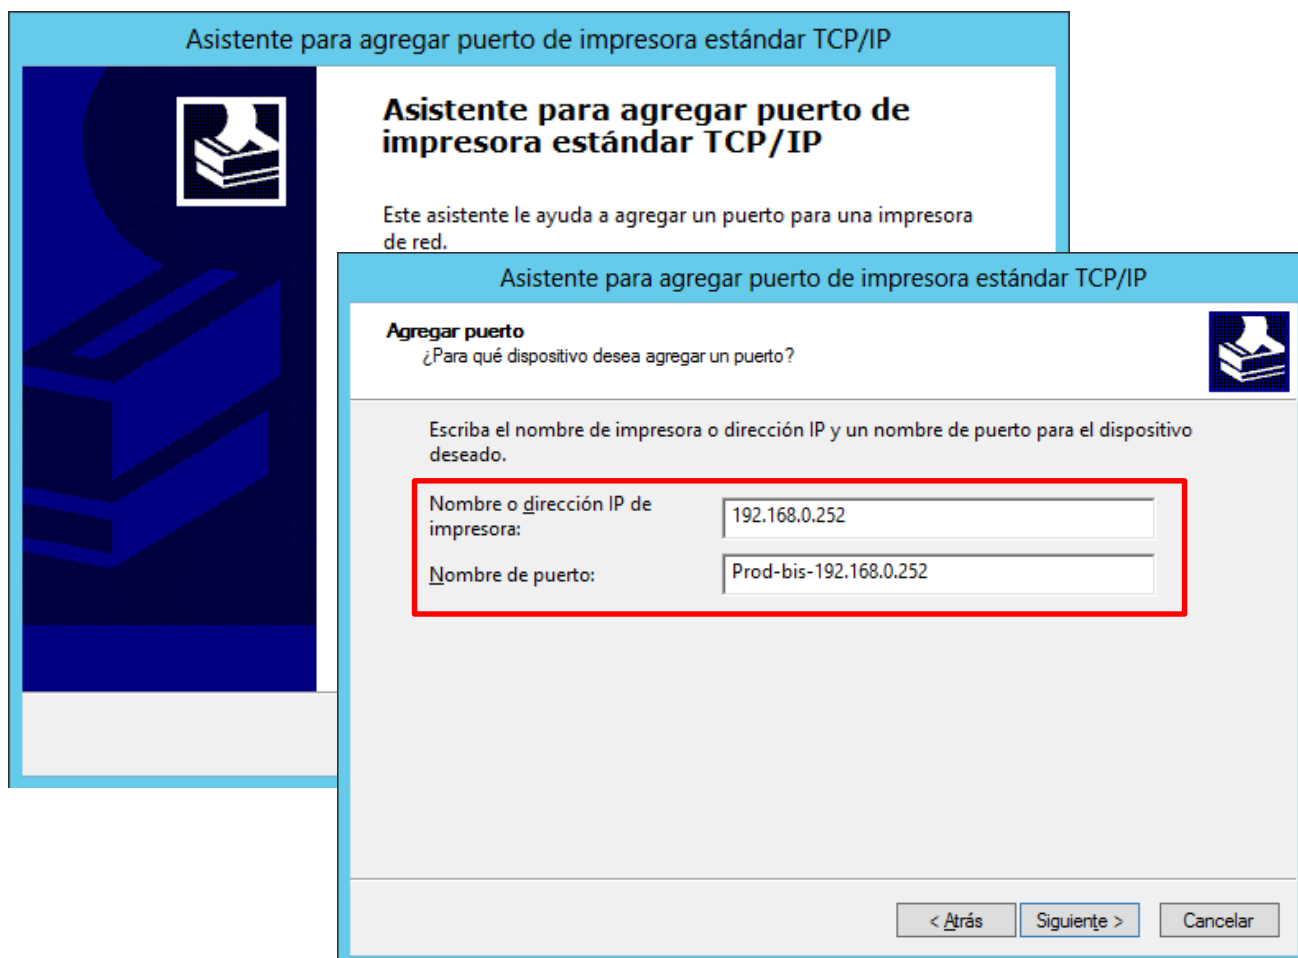 Asistente para agregar puerto de impresora estándar TCP/IP
Asistente para agregar puerto de
impresora estándar TCP/IP
Este asistente le ayuda a agregar un puerto para una impresora
de red.
Asistente para agregar puerto de impresora estándar TCP/IP
Agregar puerto
¿Para qué dispositivo desea agregar un puerto?
Escriba el nombre de impresora o dirección IP y un nombre de puerto para el dispositivo
deseado.
Nombre o dirección IP de
impresora:
192.168.0.252
Nombre de puerto:
Prod-bis-192.168.0.252
< Atrás
Siguiente >
Cancelar